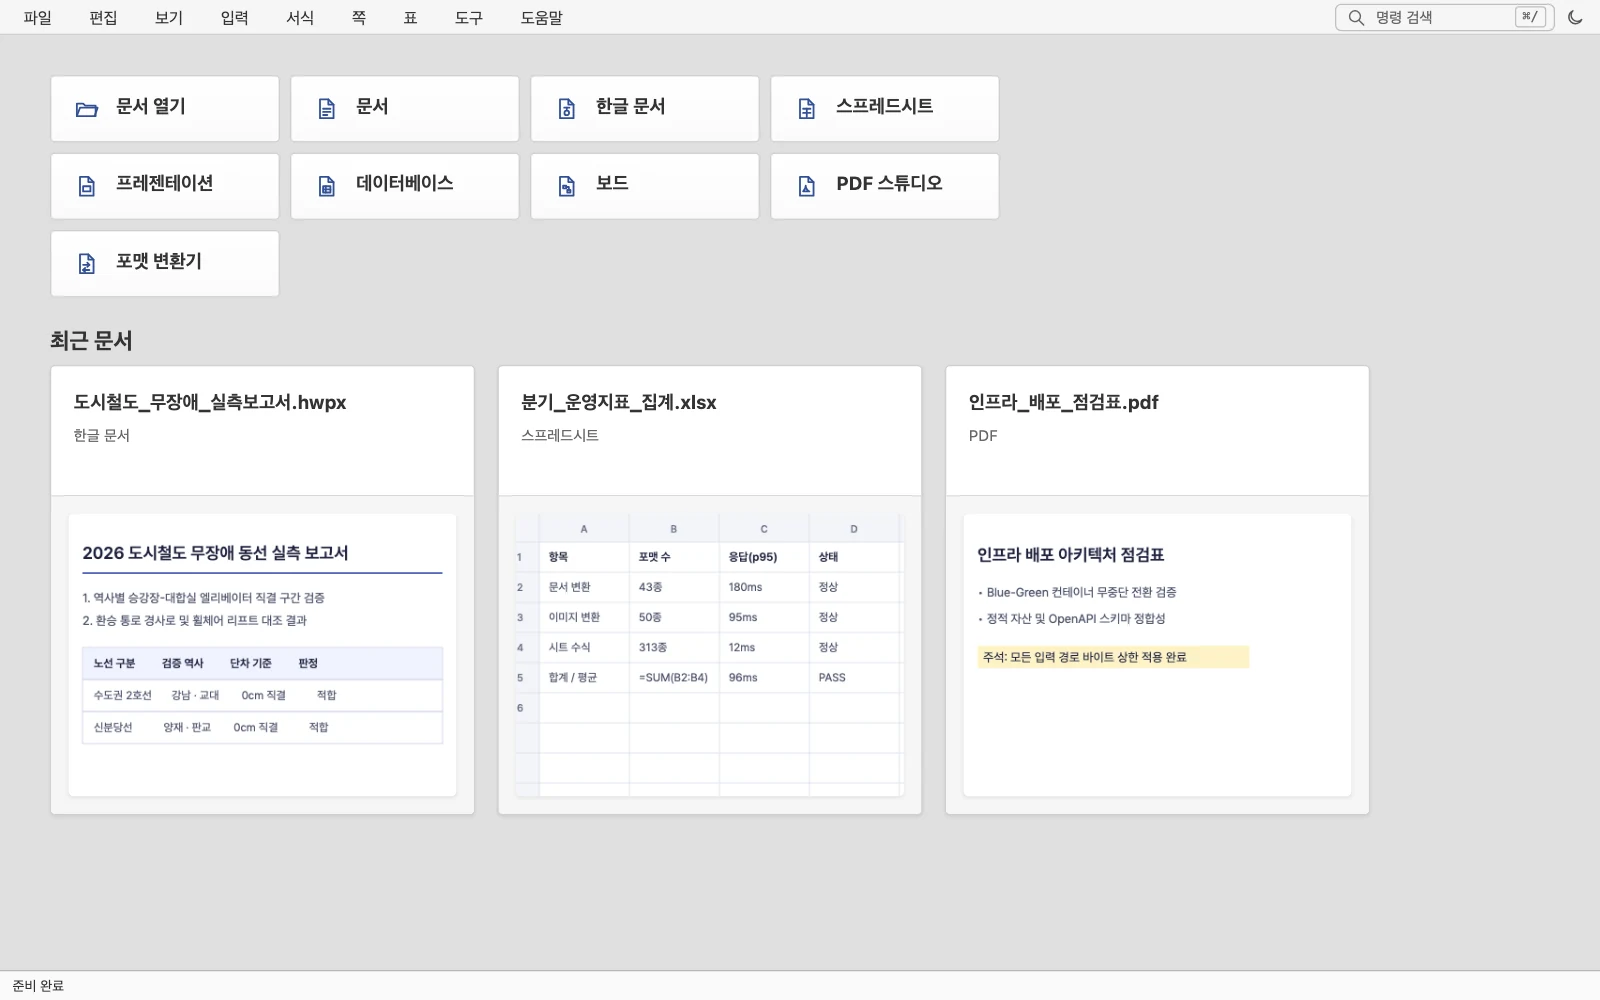 파일 편집 보기 입력 서식 쪽 표 도구 도움말 명령 검색 ⌘/
문서 열기 문서 한글 문서 스프레드시트
프레젠테이션 데이터베이스 보드 PDF 스튜디오
포맷 변환기
최근 문서
도시철도_무장애_실측보고서.hwpx
한글 문서
2026 도시철도 무장애 동선 실측 보고서
1. 역사별 승강장-대합실 엘리베이터 직결 구간 검증
2. 환승 통로 경사로 및 휠체어 리프트 대조 결과
노선 구분 검증 역사 단차 기준 판정
수도권 2호선 강남 · 교대 0cm 직결 적합
신분당선 양재 · 판교 0cm 직결 적합
분기_운영지표_집계.xlsx
스프레드시트
A B C D
1 항목 포맷 수 응답(p95) 상태
2 문서 변환 43종 180ms 정상
3 이미지 변환 50종 95ms 정상
4 시트 수식 313종 12ms 정상
5 합계 / 평균 =SUM(B2:B4) 96ms PASS
6
인프라_배포_점검표.pdf
PDF
인프라 배포 아키텍처 점검표
• Blue-Green 컨테이너 무중단 전환 검증
• 정적 자산 및 OpenAPI 스키마 정합성
주석: 모든 입력 경로 바이트 상한 적용 완료
준비 완료